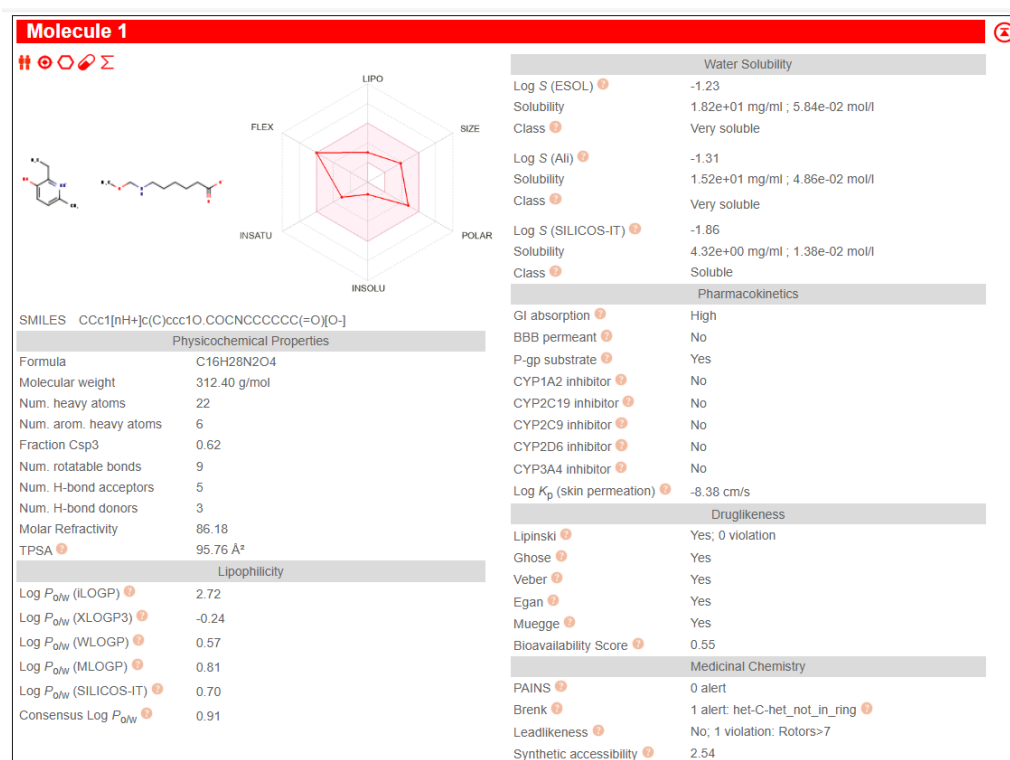 Molecule 1
LIPO
FLEX
SIZE
INSATU
POLAR
INSOLU
SMILES CCc1[nH+]c(C)ccc1O.COCNCCCCCC(=O)[O-]
Physicochemical Properties
Formula C16H28N2O4
Molecular weight 312.40 g/mol
Num. heavy atoms 22
Num. arom. heavy atoms 6
Fraction Csp3 0.62
Num. rotatable bonds 9
Num. H-bond acceptors 5
Num. H-bond donors 3
Molar Refractivity 86.18
TPSA ? 95.76 Å²
Lipophilicity
Log Po/w (iLOGP) ? 2.72
Log Po/w (XLOGP3) ? -0.24
Log Po/w (WLOGP) ? 0.57
Log Po/w (MLOGP) ? 0.81
Log Po/w (SILICOS-IT) ? 0.70
Consensus Log Po/w ? 0.91
Water Solubility
Log S (ESOL) ? -1.23
Solubility 1.82e+01 mg/ml ; 5.84e-02 mol/l
Class ? Very soluble
Log S (Ali) ? -1.31
Solubility 1.52e+01 mg/ml ; 4.86e-02 mol/l
Class ? Very soluble
Log S (SILICOS-IT) ? -1.86
Solubility 4.32e+00 mg/ml ; 1.38e-02 mol/l
Class ? Soluble
Pharmacokinetics
GI absorption ? High
BBB permeant ? No
P-gp substrate ? Yes
CYP1A2 inhibitor ? No
CYP2C19 inhibitor ? No
CYP2C9 inhibitor ? No
CYP2D6 inhibitor ? No
CYP3A4 inhibitor ? No
Log Kp (skin permeation) ? -8.38 cm/s
Druglikeness
Lipinski ? Yes; 0 violation
Ghose ? Yes
Veber ? Yes
Egan ? Yes
Muegge ? Yes
Bioavailability Score ? 0.55
Medicinal Chemistry
PAINS ? 0 alert
Brenk ? 1 alert: het-C-het_not_in_ring ?
Leadlikeness ? No; 1 violation: Rotors>7
Synthetic accessibility ? 2.54